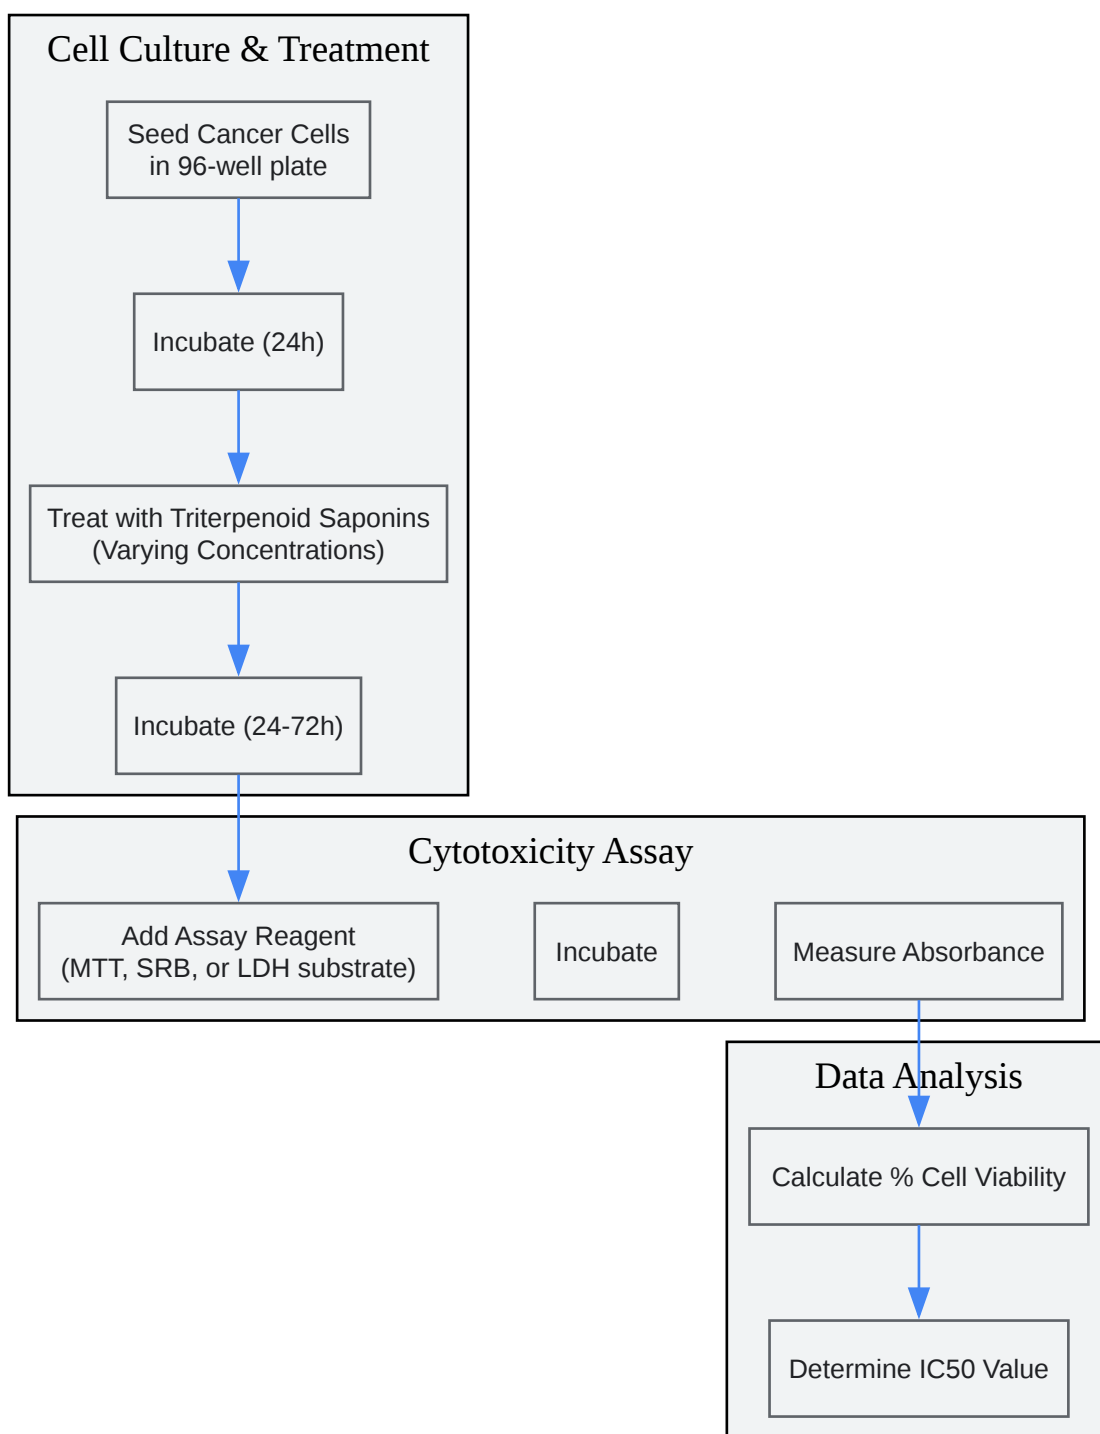 Cell Culture & Treatment
Seed Cancer Cells
in 96-well plate
Incubate (24h)
Treat with Triterpenoid Saponins
(Varying Concentrations)
Incubate (24-72h)
Cytotoxicity Assay
Add Assay Reagent
(MTT, SRB, or LDH substrate)
Incubate
Measure Absorbance
Data Analysis
Calculate % Cell Viability
Determine IC50 Value